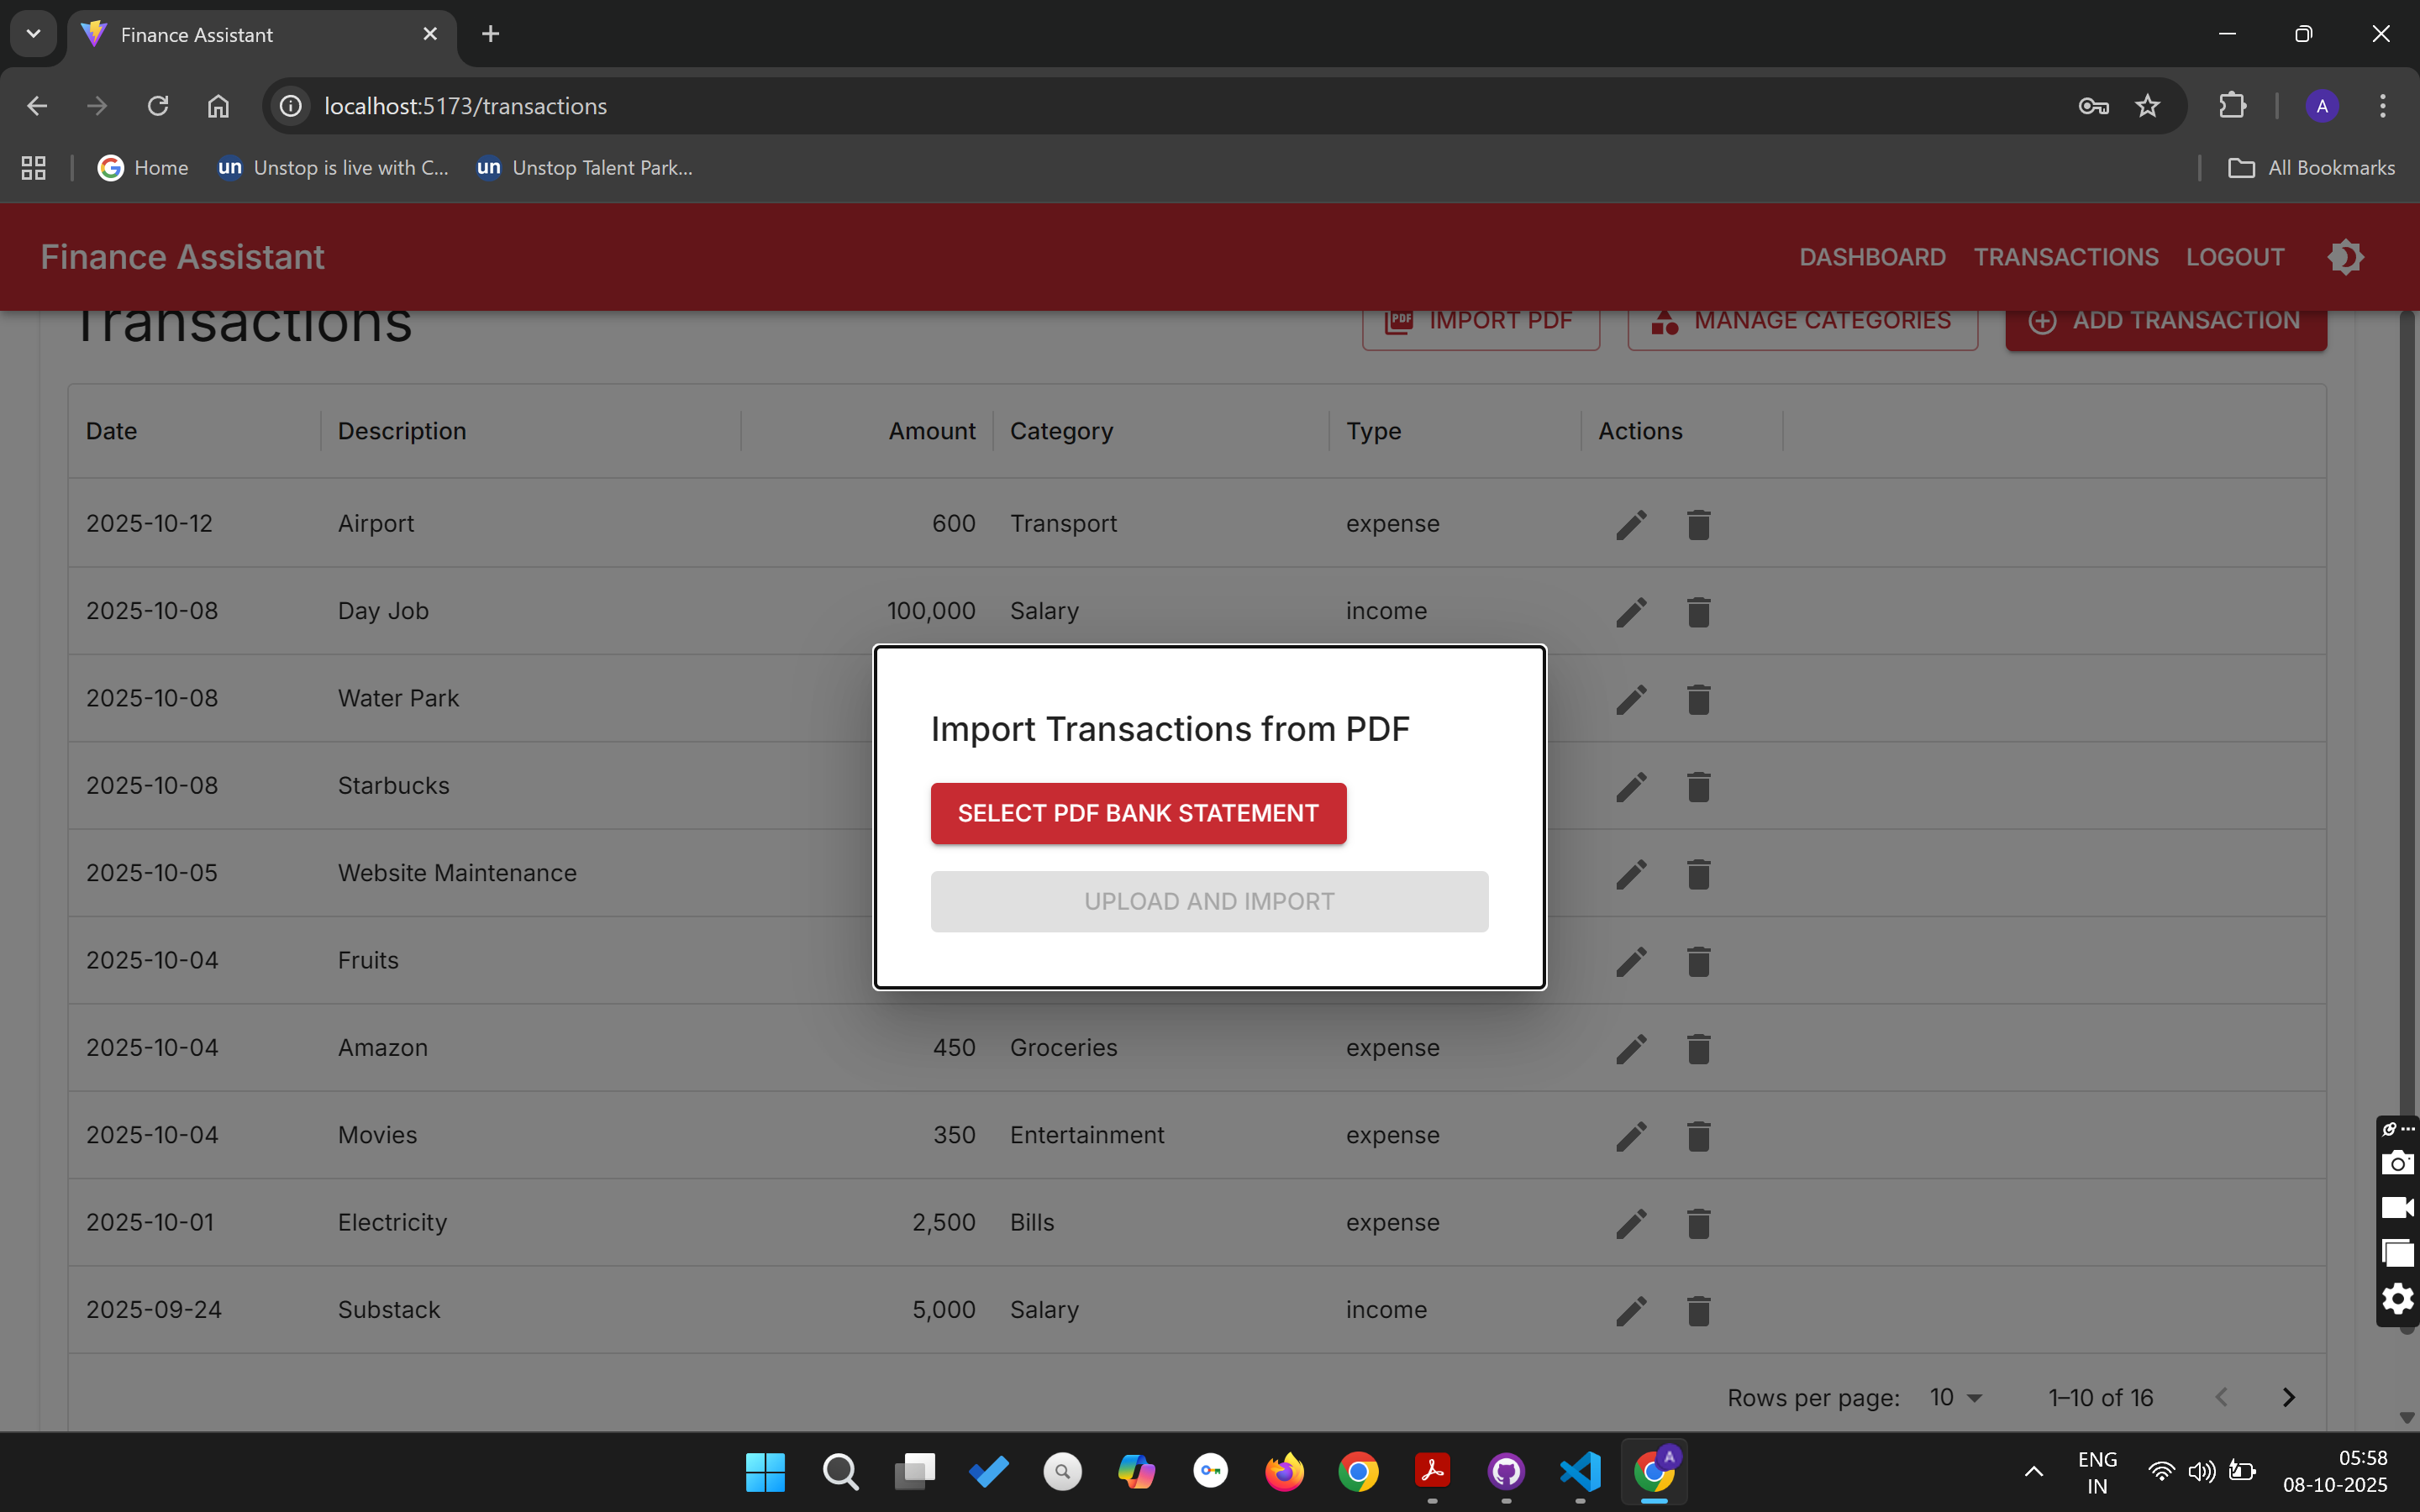 Finance Assistant
localhost:5173/transactions
A
Home
un Unstop is live with C...
un Unstop Talent Park...
All Bookmarks
Finance Assistant
DASHBOARD TRANSACTIONS LOGOUT
Transactions
PDF IMPORT PDF
MANAGE CATEGORIES
ADD TRANSACTION
Date Description Amount Category Type Actions
2025-10-12 Airport 600 Transport expense
2025-10-08 Day Job 100,000 Salary income
2025-10-08 Water Park
2025-10-08 Starbucks
2025-10-05 Website Maintenance
2025-10-04 Fruits
Import Transactions from PDF
SELECT PDF BANK STATEMENT
UPLOAD AND IMPORT
2025-10-04 Amazon 450 Groceries expense
2025-10-04 Movies 350 Entertainment expense
2025-10-01 Electricity 2,500 Bills expense
2025-09-24 Substack 5,000 Salary income
Rows per page: 10 1–10 of 16
A
ENG
IN
05:58
08-10-2025